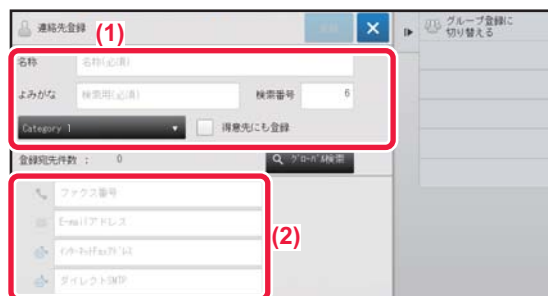 連絡先登録
(1)
グループ登録に
切り替える
名称
名称(必須)
よみがな
検索用(必須)
検索番号
6
Category 1
得意先にも登録
登録宛先件数 : 0
グローバル検索
ファクス番号
E-mailアドレス
インターネットFaxアドレス
(2)
ダイレクトSMTP